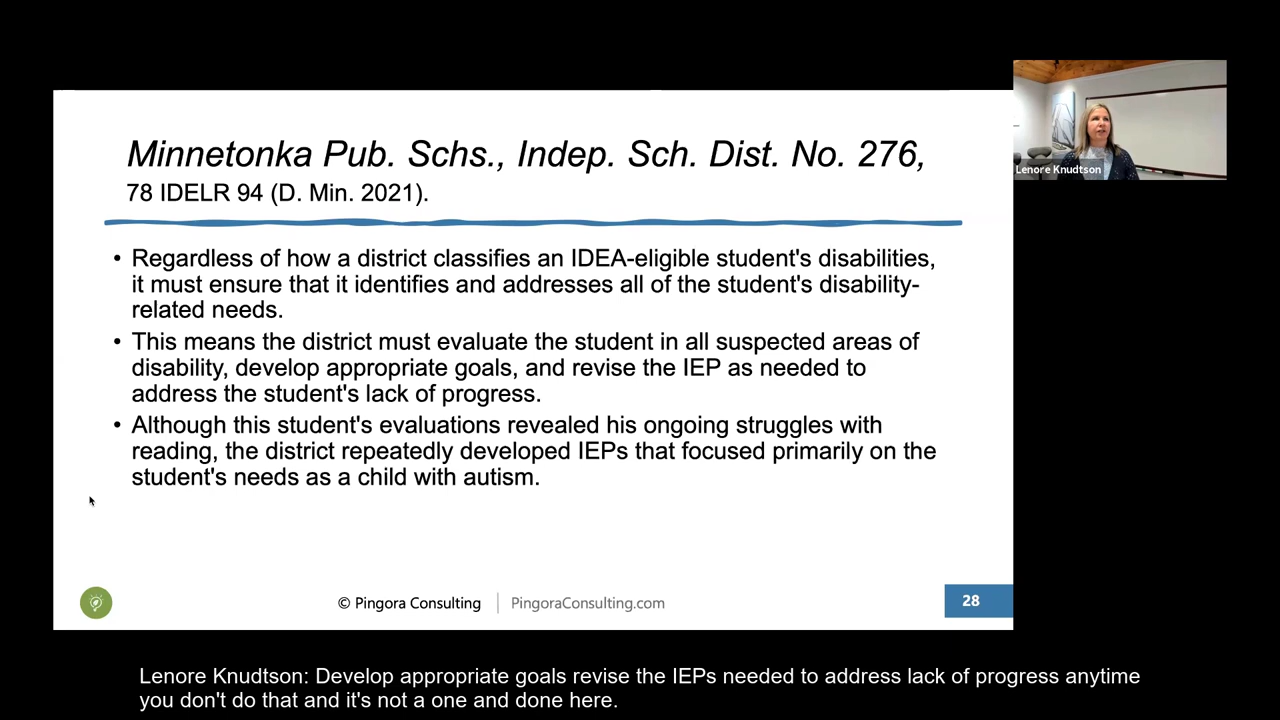 Minnetonka Pub. Schs., Indep. Sch. Dist. No. 276,
78 IDELR 94 (D. Min. 2021).
• Regardless of how a district classifies an IDEA-eligible student's disabilities,
it must ensure that it identifies and addresses all of the student's disability-
related needs.
• This means the district must evaluate the student in all suspected areas of
disability, develop appropriate goals, and revise the IEP as needed to
address the student's lack of progress.
• Although this student's evaluations revealed his ongoing struggles with
reading, the district repeatedly developed IEPs that focused primarily on the
student's needs as a child with autism.
© Pingora Consulting | PingoraConsulting.com
28
Lenore Knudtson
Lenore Knudtson: Develop appropriate goals revise the IEPs needed to address lack of progress anytime
you don't do that and it's not a one and done here.